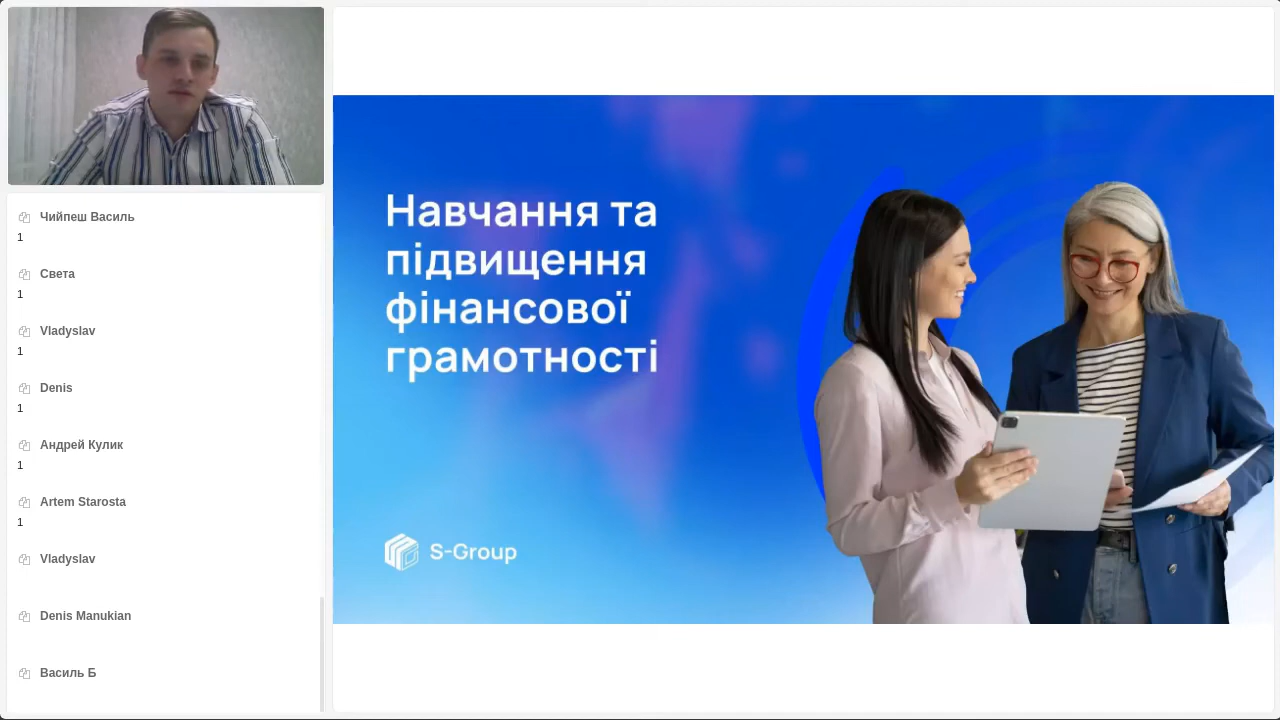 Чийпеш Василь
1
Света
1
Vladyslav
1
Denis
1
Андрей Кулик
1
Artem Starosta
1
Vladyslav
Denis Manukian
Василь Б
Навчання та
підвищення
фінансової
грамотності
S-Group